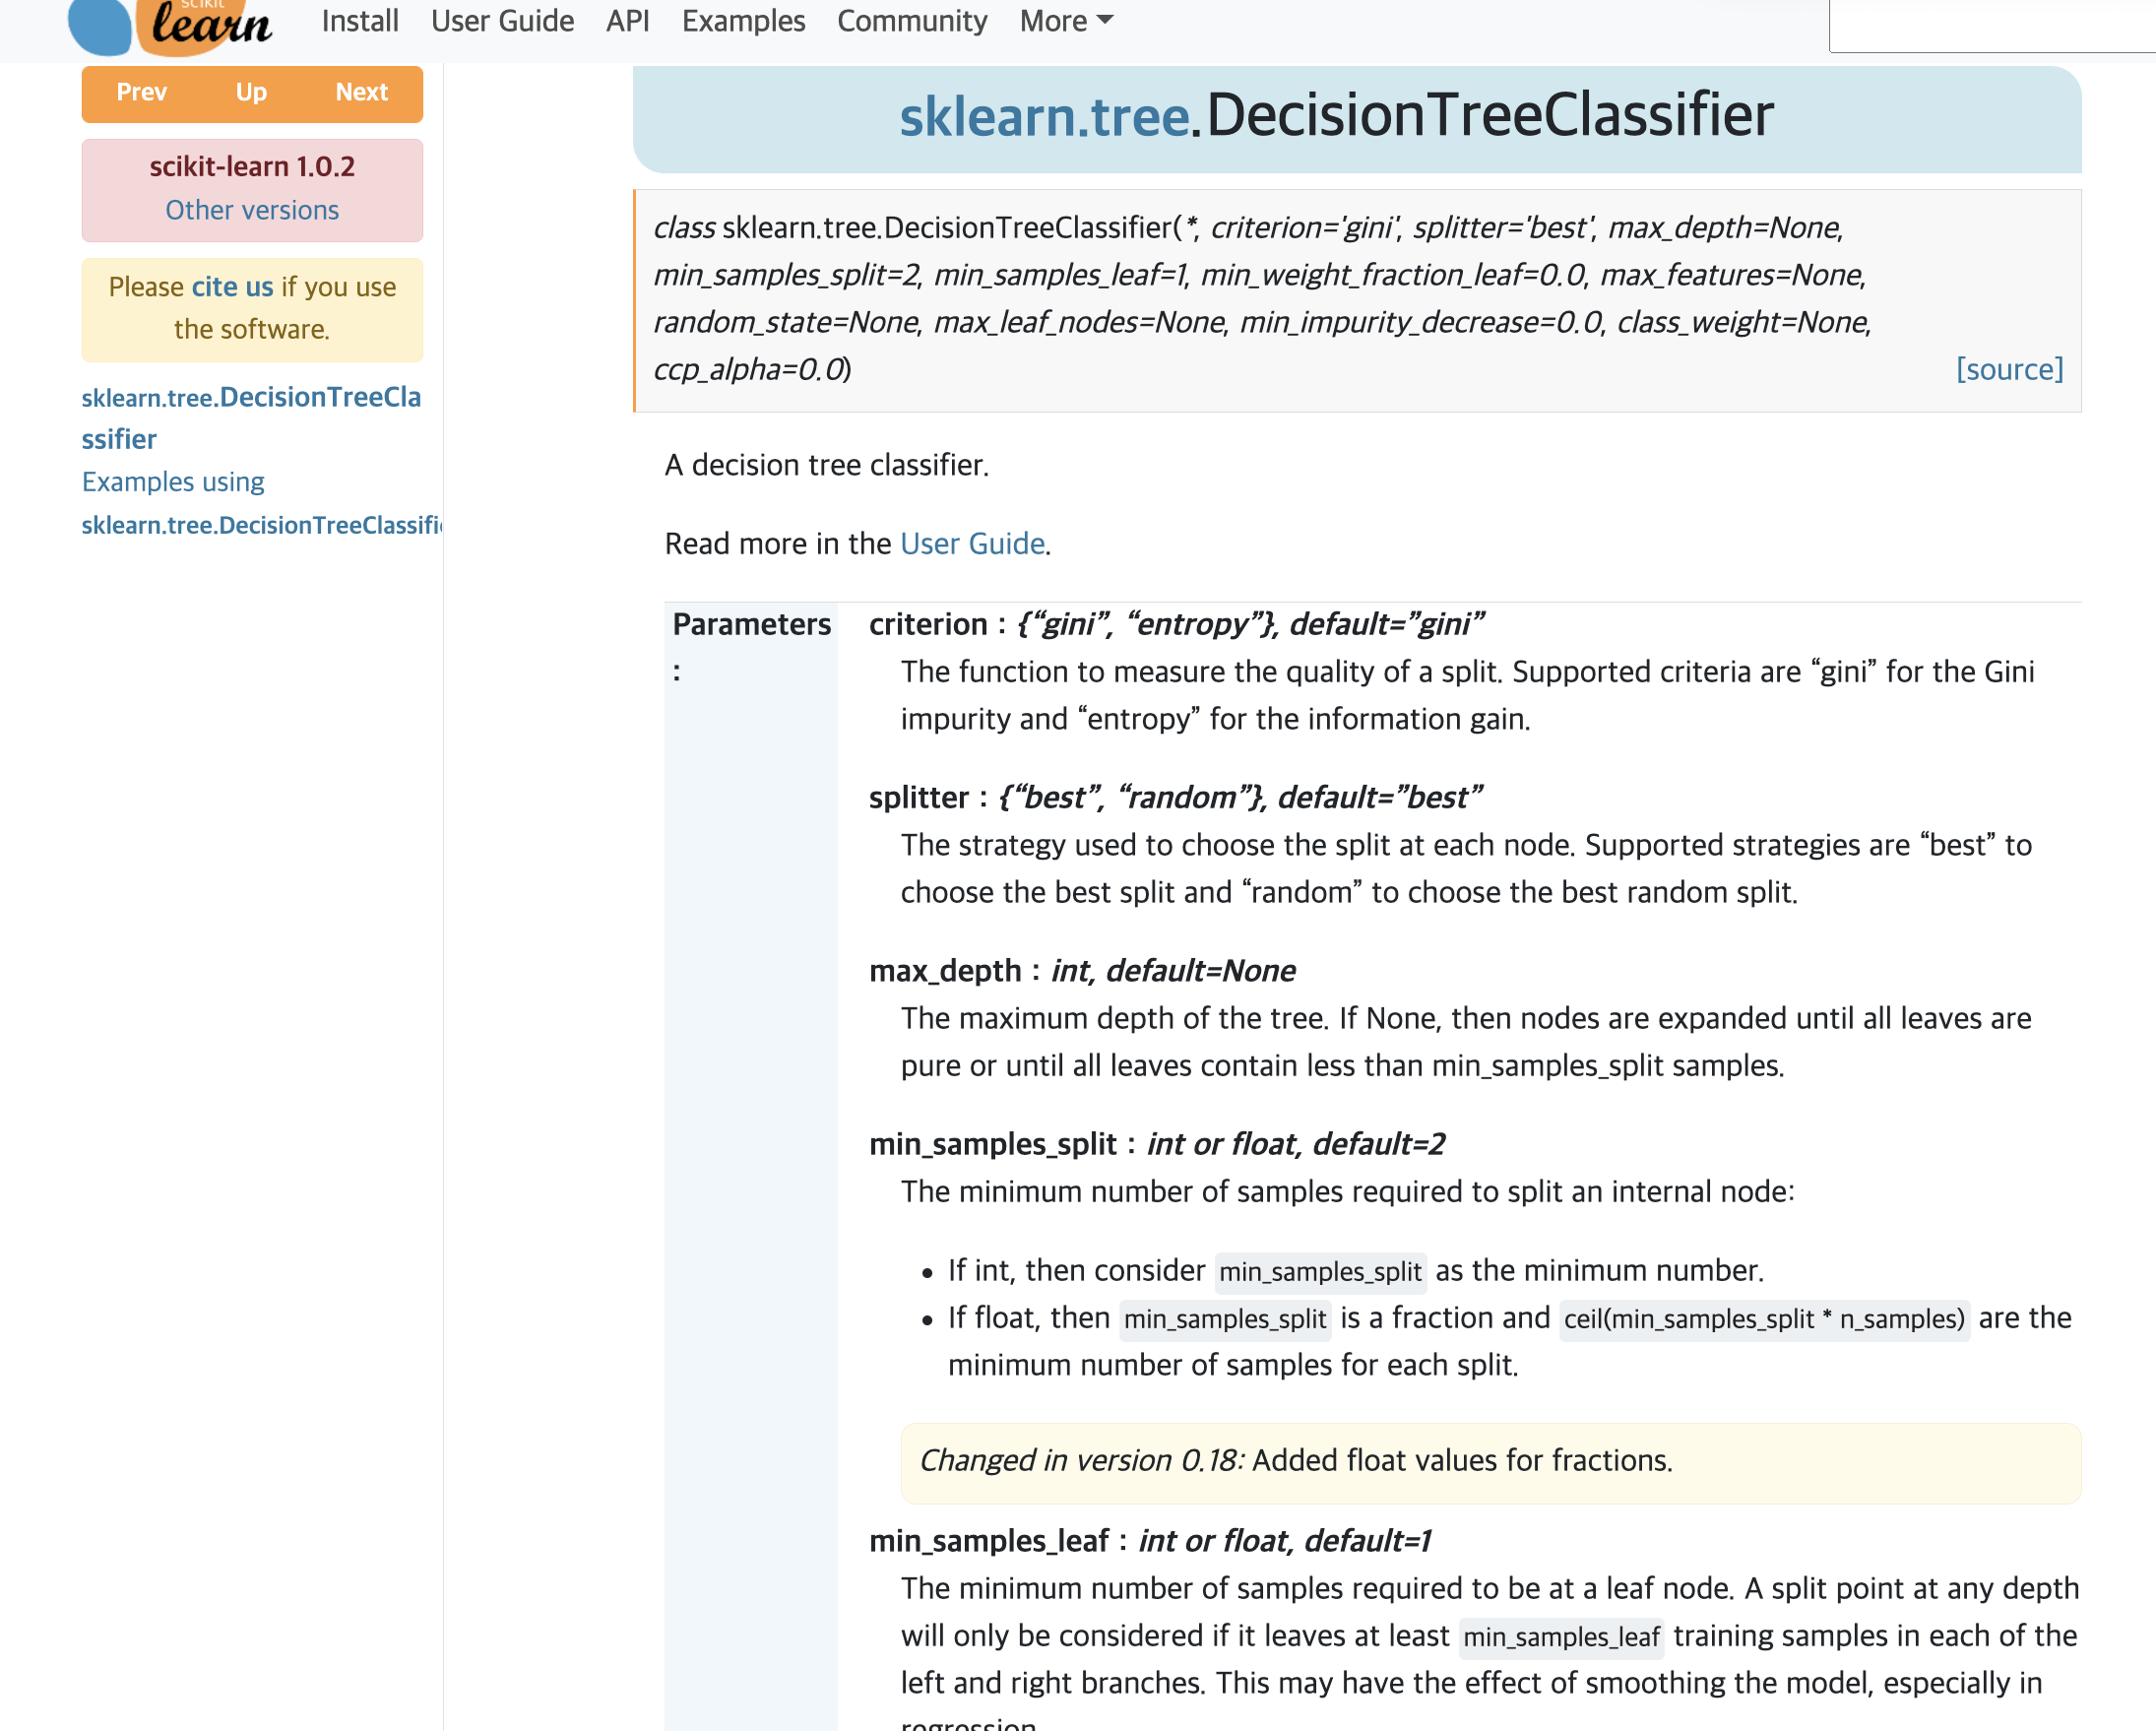 scikit
learn
Install User Guide API Examples Community More
Prev Up Next
scikit-learn 1.0.2
Other versions
Please cite us if you use
the software.
sklearn.tree.DecisionTreeCla
ssifier
Examples using
sklearn.tree.DecisionTreeClassifie
sklearn.tree.DecisionTreeClassifier
class sklearn.tree.DecisionTreeClassifier(*, criterion='gini', splitter='best', max_depth=None,
min_samples_split=2, min_samples_leaf=1, min_weight_fraction_leaf=0.0, max_features=None,
random_state=None, max_leaf_nodes=None, min_impurity_decrease=0.0, class_weight=None,
ccp_alpha=0.0) [source]
A decision tree classifier.
Read more in the User Guide.
Parameters
:
criterion : {“gini”, “entropy”}, default=”gini”
The function to measure the quality of a split. Supported criteria are “gini” for the Gini
impurity and “entropy” for the information gain.
splitter : {“best”, “random”}, default=”best”
The strategy used to choose the split at each node. Supported strategies are “best” to
choose the best split and “random” to choose the best random split.
max_depth : int, default=None
The maximum depth of the tree. If None, then nodes are expanded until all leaves are
pure or until all leaves contain less than min_samples_split samples.
min_samples_split : int or float, default=2
The minimum number of samples required to split an internal node:
• If int, then consider min_samples_split as the minimum number.
• If float, then min_samples_split is a fraction and ceil(min_samples_split * n_samples) are the
minimum number of samples for each split.
Changed in version 0.18: Added float values for fractions.
min_samples_leaf : int or float, default=1
The minimum number of samples required to be at a leaf node. A split point at any depth
will only be considered if it leaves at least min_samples_leaf training samples in each of the
left and right branches. This may have the effect of smoothing the model, especially in
regression.